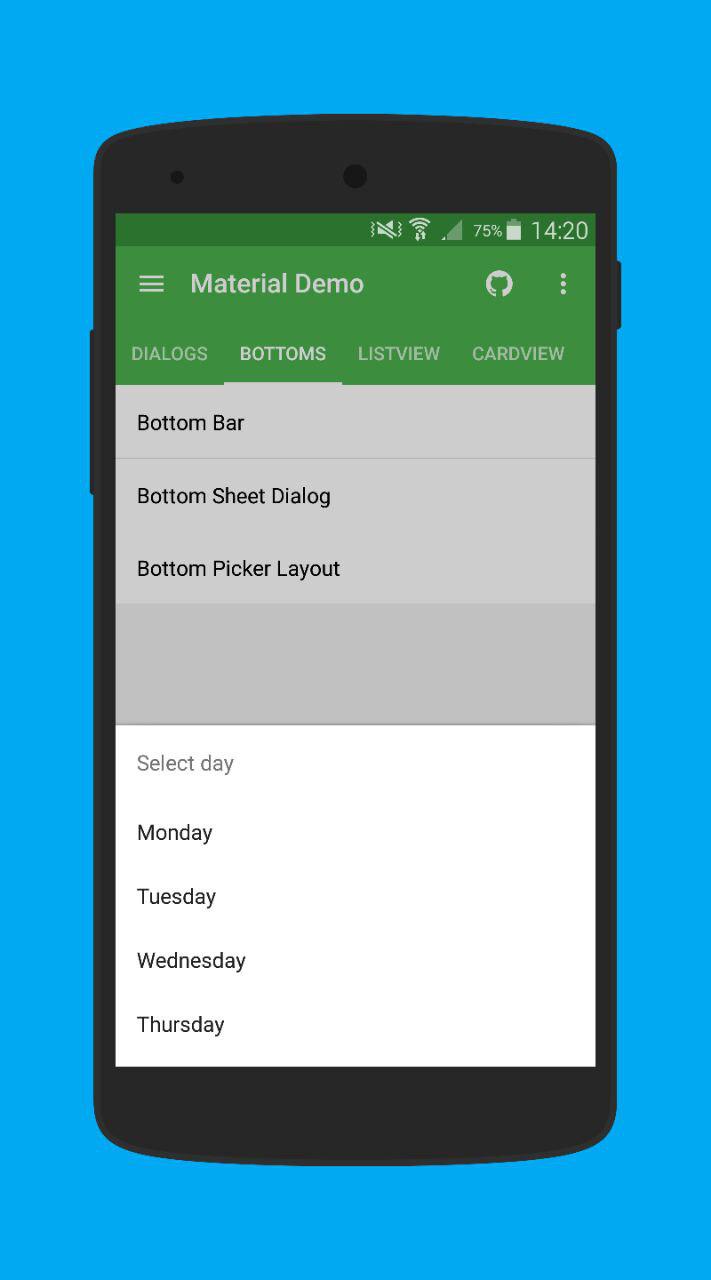 75% 14:20
Material Demo
DIALOGS BOTTOMS LISTVIEW CARDVIEW
Bottom Bar
Bottom Sheet Dialog
Bottom Picker Layout
Select day
Monday
Tuesday
Wednesday
Thursday